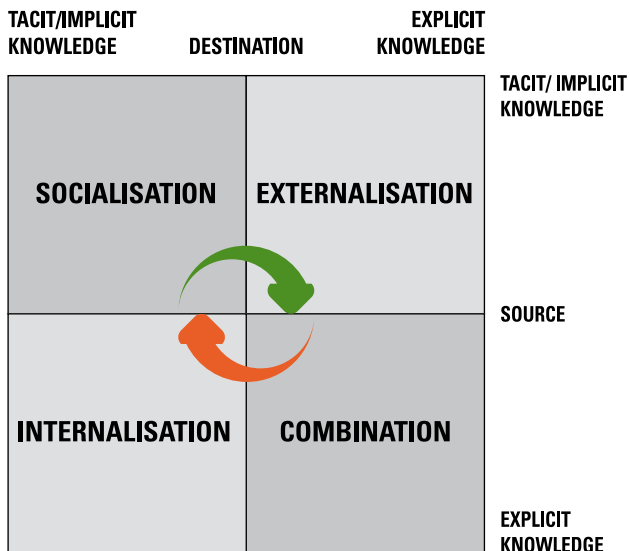 TACIT/IMPLICIT
KNOWLEDGE
DESTINATION
EXPLICIT
KNOWLEDGE
TACIT/ IMPLICIT
KNOWLEDGE
SOCIALISATION
EXTERNALISATION
SOURCE
INTERNALISATION
COMBINATION
EXPLICIT
KNOWLEDGE